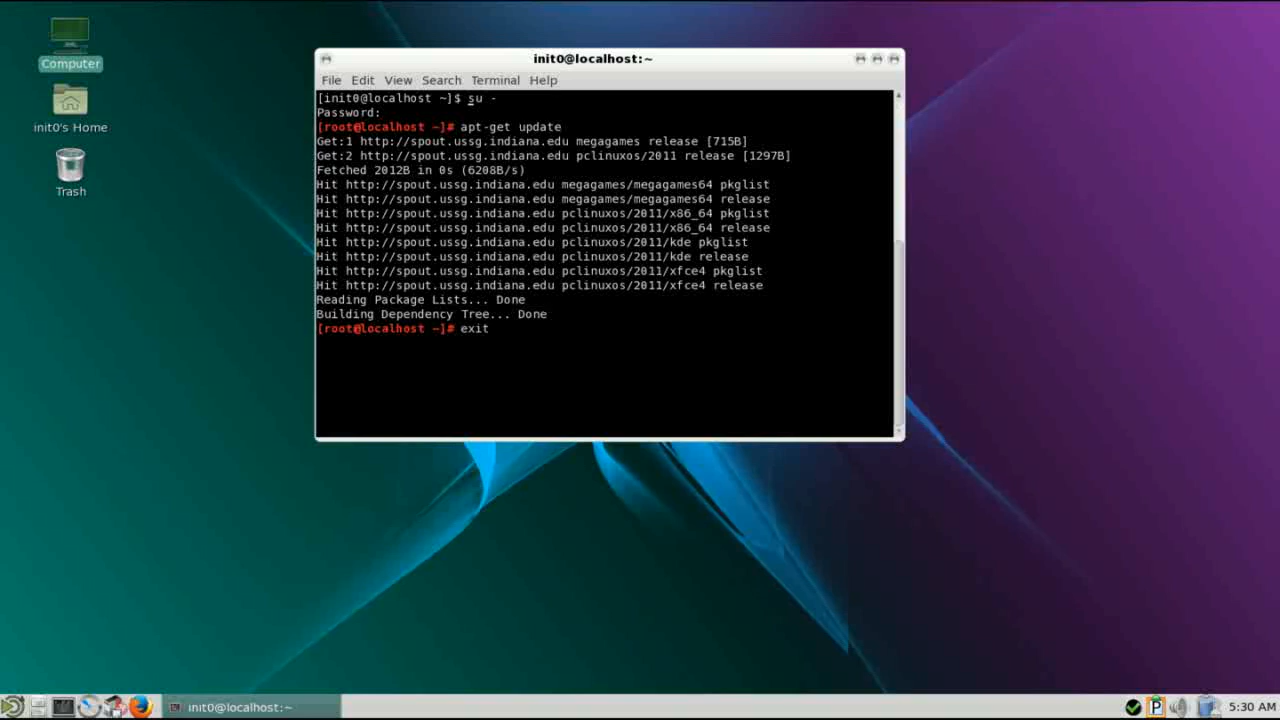 Computer
init0's Home
Trash
init0@localhost:~
File Edit View Search Terminal Help
[init0@localhost ~]$ su -
Password:
[root@localhost ~]# apt-get update
Get:1 http://spout.ussg.indiana.edu megagames release [715B]
Get:2 http://spout.ussg.indiana.edu pclinuxos/2011 release [1297B]
Fetched 2012B in 0s (6208B/s)
Hit http://spout.ussg.indiana.edu megagames/megagames64 pkglist
Hit http://spout.ussg.indiana.edu megagames/megagames64 release
Hit http://spout.ussg.indiana.edu pclinuxos/2011/x86_64 pkglist
Hit http://spout.ussg.indiana.edu pclinuxos/2011/x86_64 release
Hit http://spout.ussg.indiana.edu pclinuxos/2011/kde pkglist
Hit http://spout.ussg.indiana.edu pclinuxos/2011/kde release
Hit http://spout.ussg.indiana.edu pclinuxos/2011/xfce4 pkglist
Hit http://spout.ussg.indiana.edu pclinuxos/2011/xfce4 release
Reading Package Lists... Done
Building Dependency Tree... Done
[root@localhost ~]# exit
init0@localhost:~
P
5:30 AM